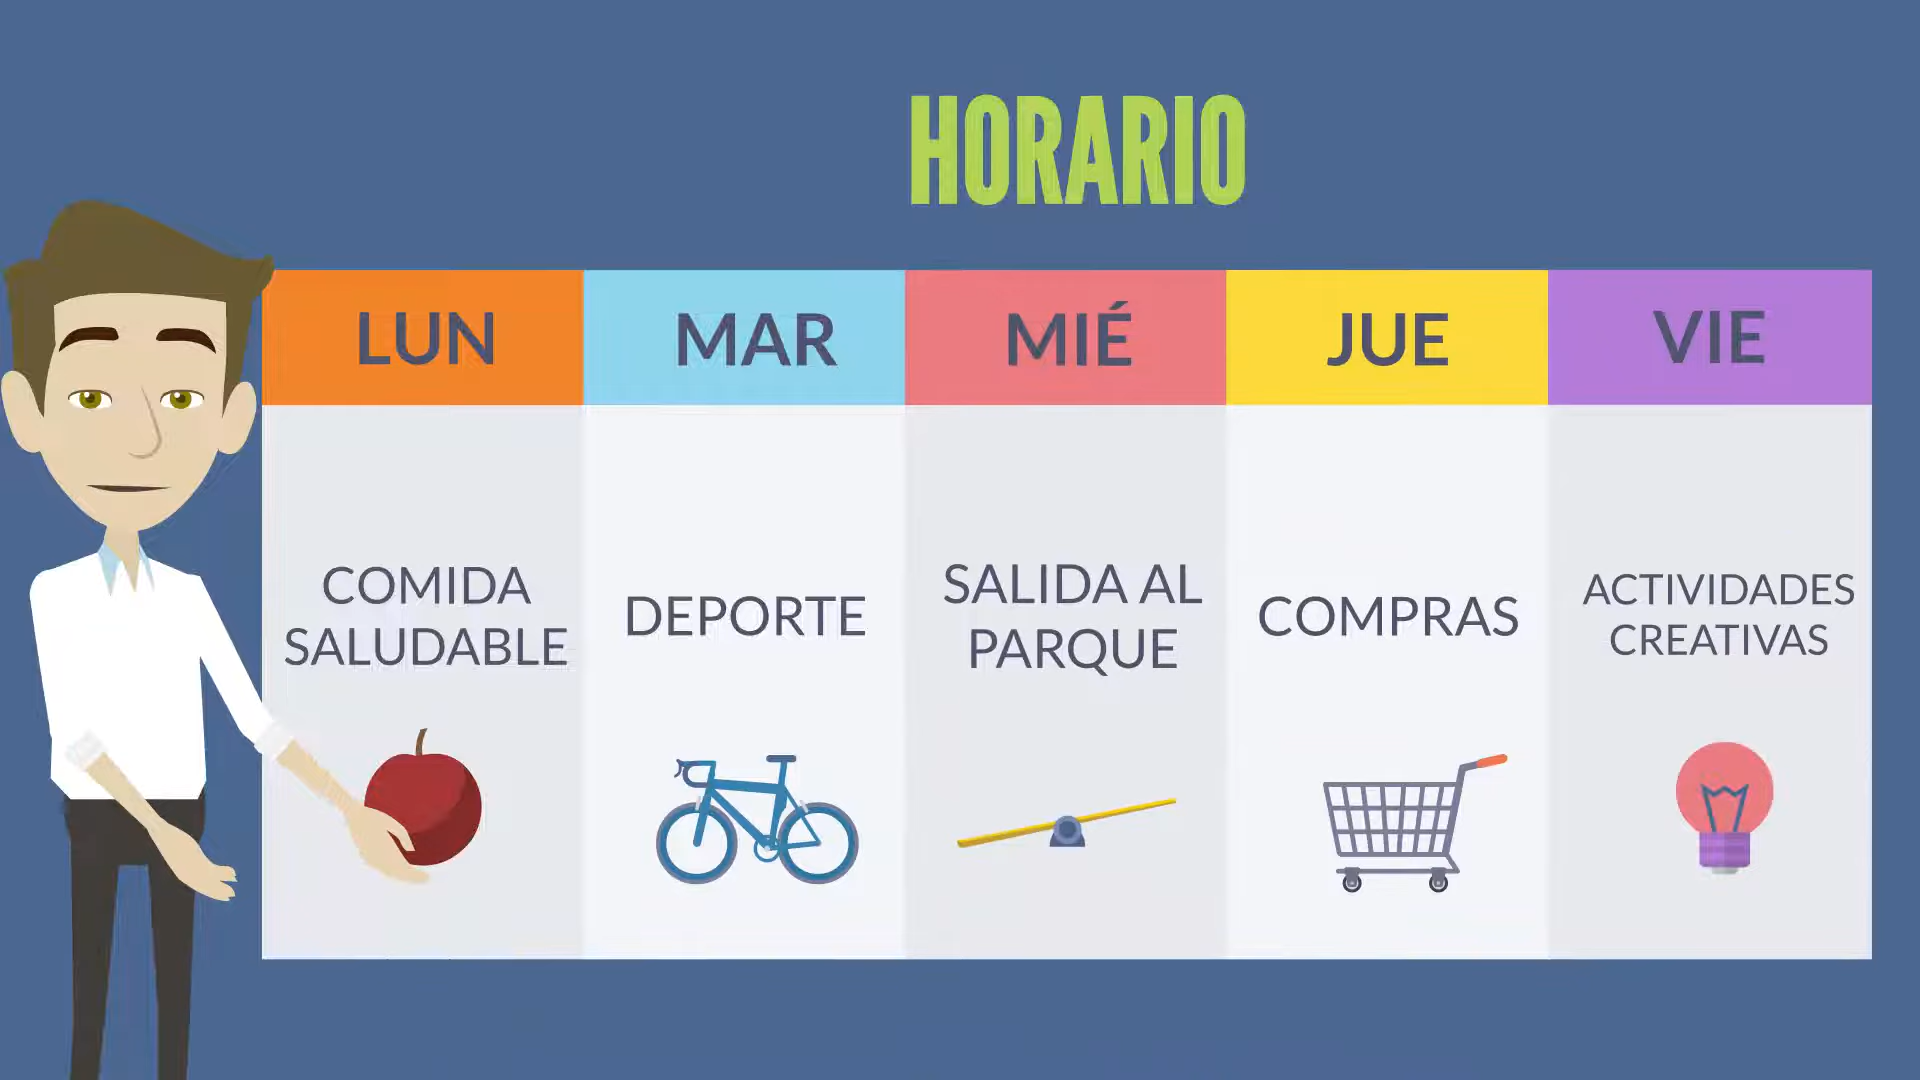 HORARIO
LUN
MAR
MIÉ
JUE
VIE
COMIDA
SALUDABLE
DEPORTE
SALIDA AL
PARQUE
COMPRAS
ACTIVIDADES
CREATIVAS